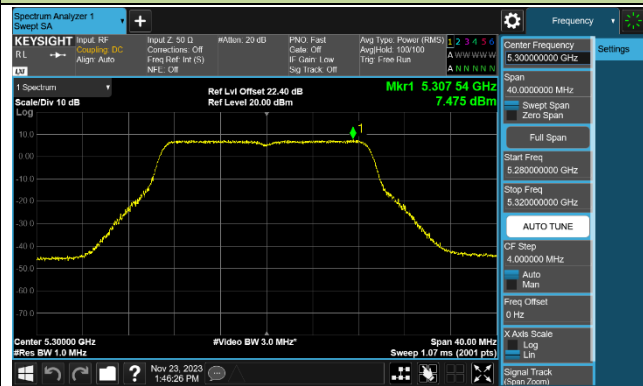 Spectrum Analyzer 1
Swept SA
Frequency
KEYSIGHT
Input: RF
Input Z: 50 Ω
#Atten: 20 dB
PNO: Fast
Avg Type: Power (RMS)
1 2 3 4 5 6
RL
Coupling: DC
Corrections: Off
Gate: Off
Avg|Hold: 100/100
A W W W W W
Align: Auto
Freq Ref: Int (S)
IF Gain: Low
Trig: Free Run
NFE: Off
Sig Track: Off
A N N N N N
LXI
1 Spectrum
Scale/Div 10 dB
Ref Lvl Offset 22.40 dB
Ref Level 20.00 dBm
Mkr1 5.307 54 GHz
7.475 dBm
Log
1
10.0
0.00
-10.0
-20.0
-30.0
-40.0
-50.0
-60.0
-70.0
Center 5.30000 GHz
#Video BW 3.0 MHz*
Span 40.00 MHz
#Res BW 1.0 MHz
Sweep 1.07 ms (2001 pts)
Center Frequency
5.300000000 GHz
Settings
Span
40.0000000 MHz
Swept Span
Zero Span
Full Span
Start Freq
5.280000000 GHz
Stop Freq
5.320000000 GHz
AUTO TUNE
CF Step
4.000000 MHz
Auto
Man
Freq Offset
0 Hz
X Axis Scale
Log
Lin
Signal Track
(Span Zoom)
?
Nov 23, 2023
1:46:26 PM